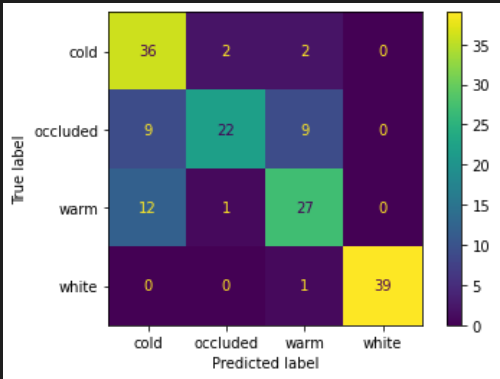 cold 36 2 2 0
occluded 9 22 9 0
warm 12 1 27 0
white 0 0 1 39
cold occluded warm white
Predicted label
True label
35
30
25
20
15
10
5
0